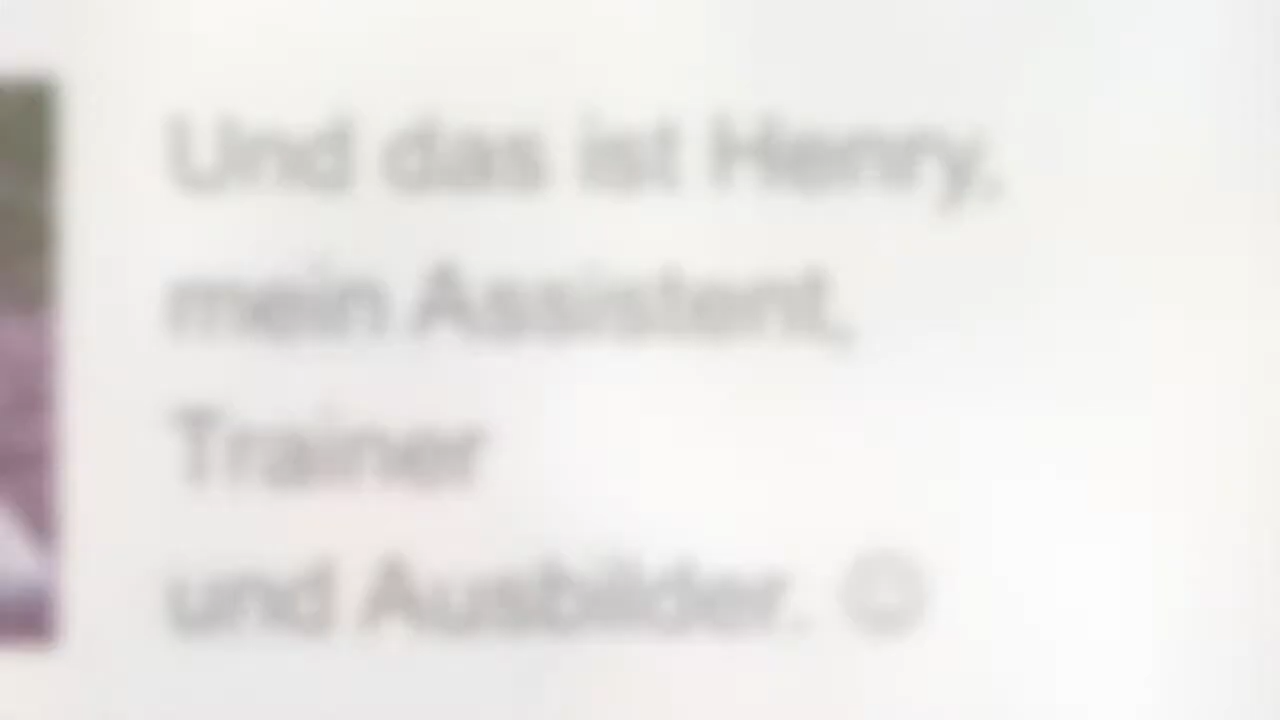 Und das ist Henry,
mein Assistent,
Trainer
und Ausbilder. ☺